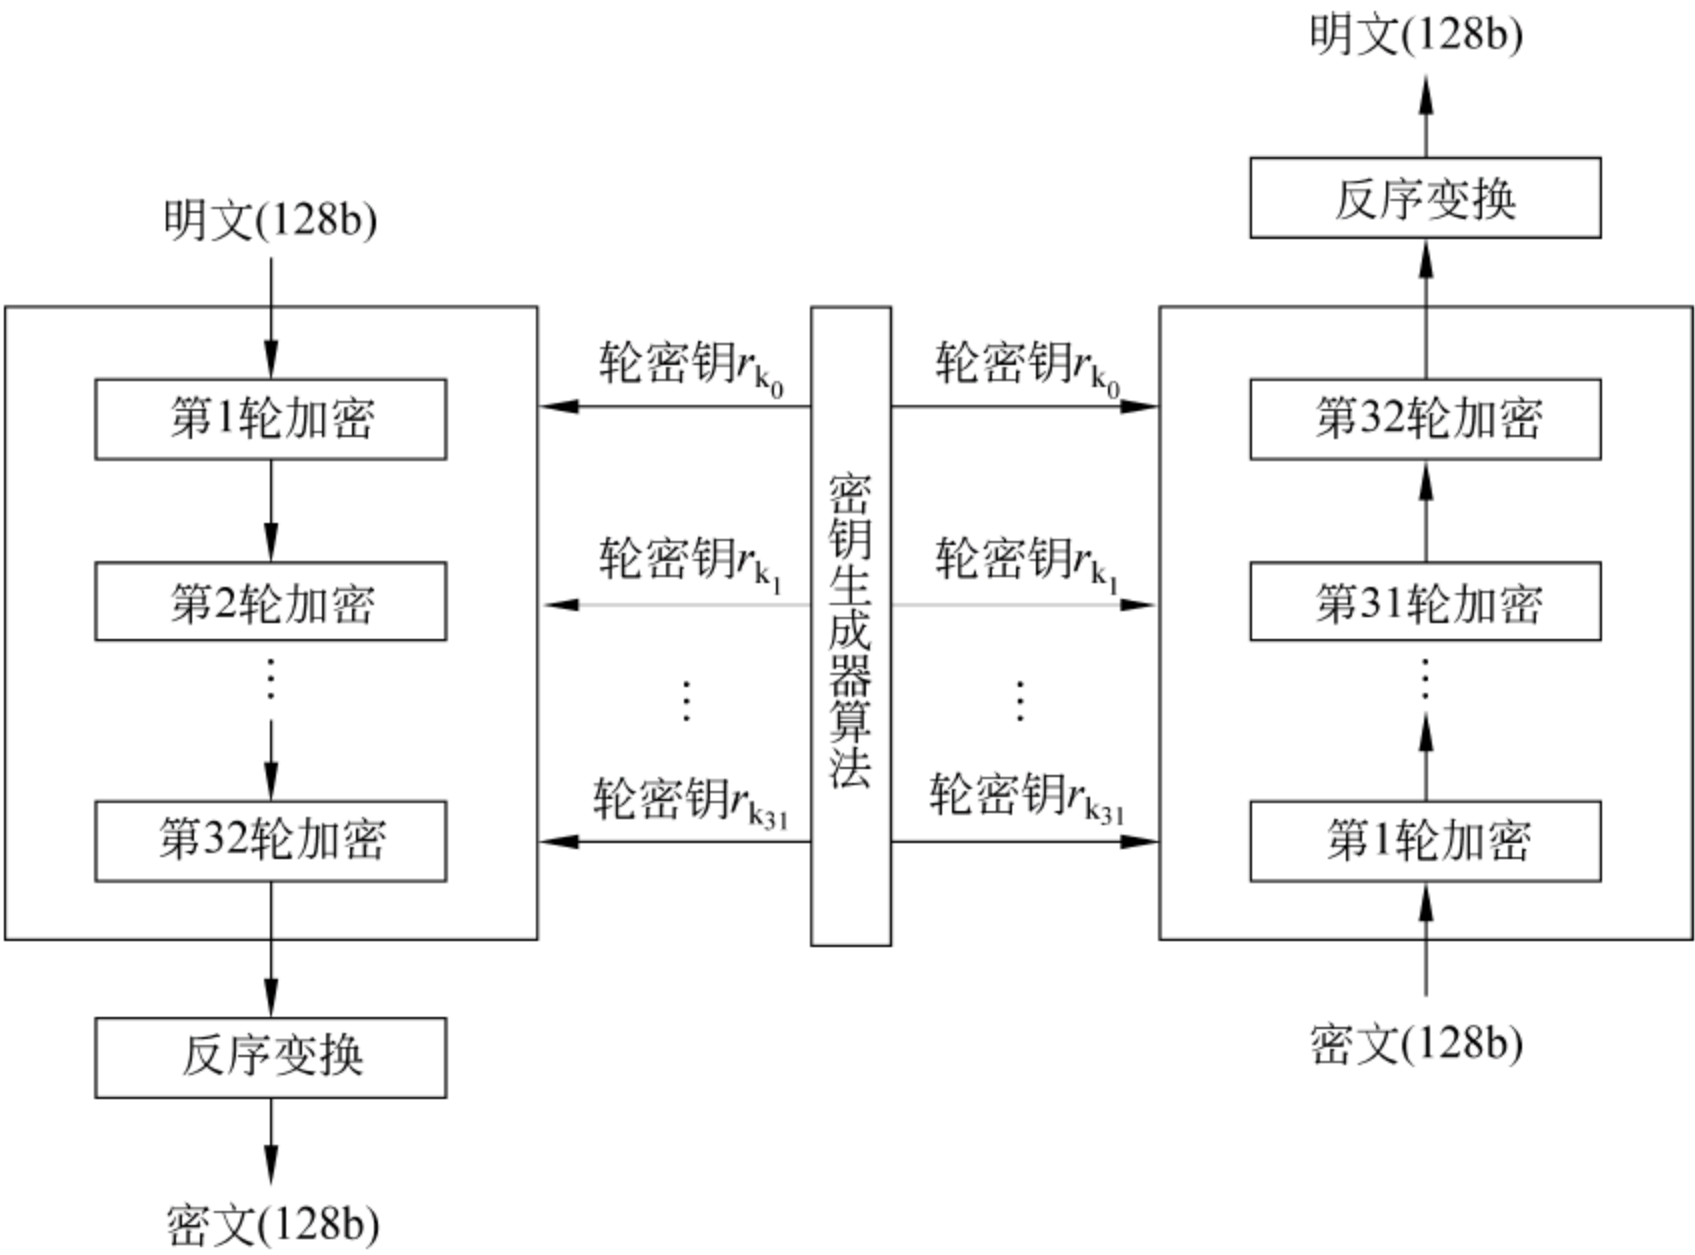 明文(128b)
第1轮加密
第2轮加密
⋮
第32轮加密
反序变换
密文(128b)
轮密钥rk0
轮密钥rk1
⋮
轮密钥rk31
密钥生成器算法
轮密钥rk0
轮密钥rk1
⋮
轮密钥rk31
明文(128b)
反序变换
第32轮加密
第31轮加密
⋮
第1轮加密
密文(128b)